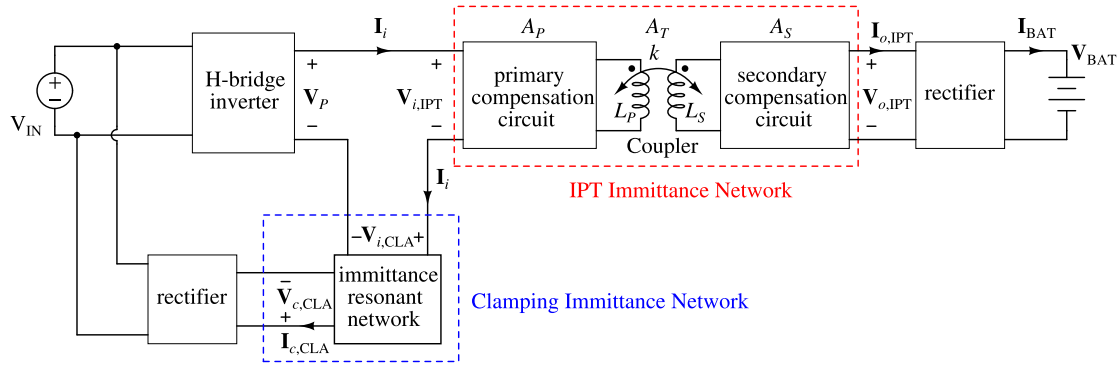 I_i
A_P
A_T
A_S
I_o,IPT
I_BAT
k
V_BAT
H-bridge
inverter
+
V_P
−
+
V_i,IPT
−
primary
compensation
circuit
L_P
L_S
Coupler
secondary
compensation
circuit
+
V_o,IPT
−
rectifier
+
−
V_IN
I_i
IPT Immittance Network
−V_i,CLA+
rectifier
−
V_c,CLA
+
I_c,CLA
immittance
resonant
network
Clamping Immittance Network